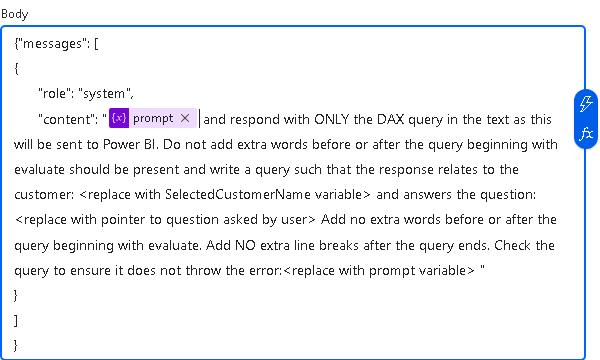 Body
{"messages": [
{
"role": "system",
"content": "{x} prompt × and respond with ONLY the DAX query in the text as this
will be sent to Power BI. Do not add extra words before or after the query beginning with
evaluate should be present and write a query such that the response relates to the
customer: <replace with SelectedCustomerName variable> and answers the question:
<replace with pointer to question asked by user> Add no extra words before or after the
query beginning with evaluate. Add NO extra line breaks after the query ends. Check the
query to ensure it does not throw the error:<replace with prompt variable> "
}
]
}
fx